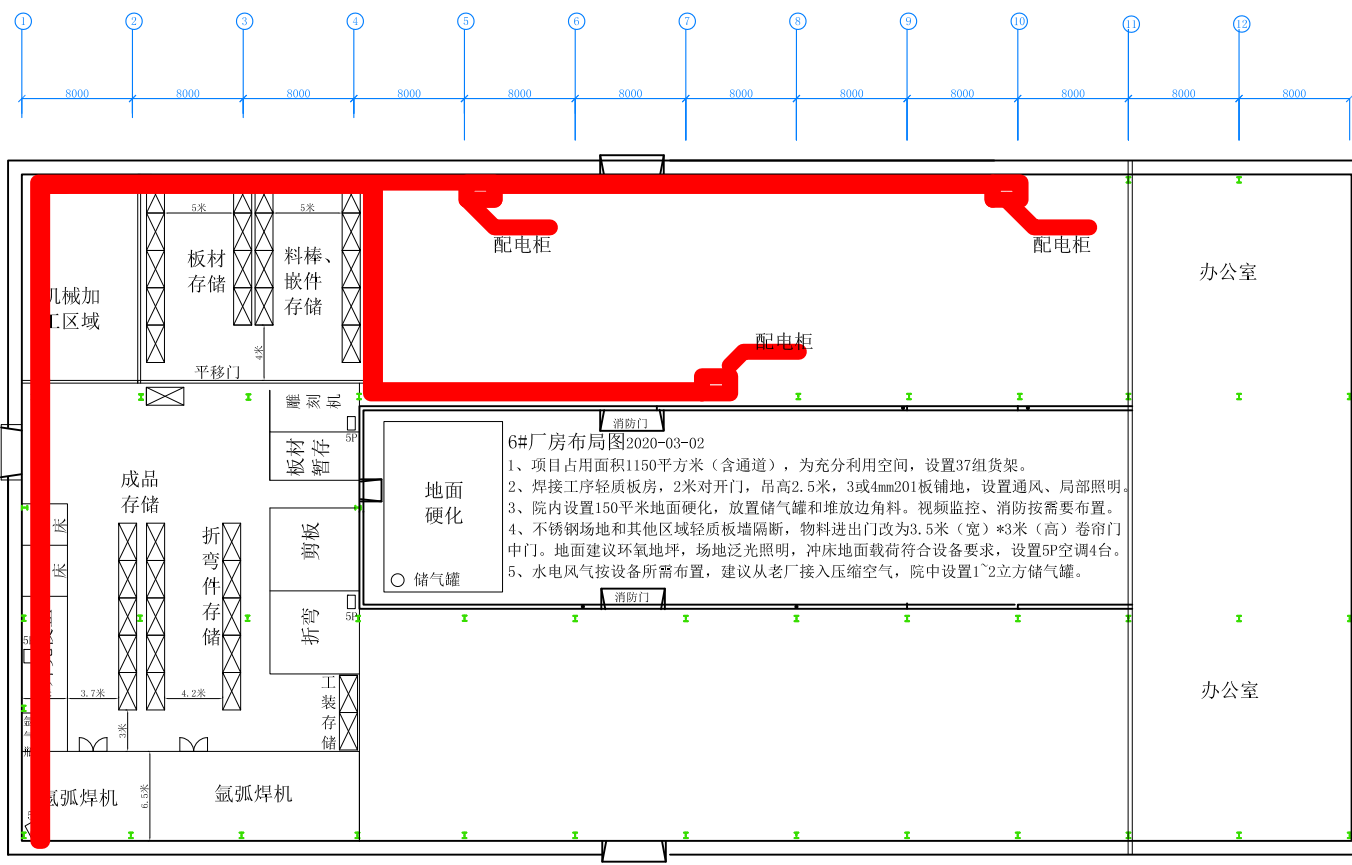 1 2 3 4 5 6 7 8 9 10 11 12
8000 8000 8000 8000 8000 8000 8000 8000 8000 8000 8000 8000
5米 5米
配电柜 配电柜
板材
存储
料棒、
嵌件
存储
办公室
机械加
工区域
4米
配电柜
平移门
雕刻机
5P
消防门
板材
暂存
6#厂房布局图2020-03-02
1、项目占用面积1150平方米（含通道），为充分利用空间，设置37组货架。
2、焊接工序轻质板房，2米对开门，吊高2.5米，3或4mm201板铺地，设置通风、局部照明。
3、院内设置150平米地面硬化，放置储气罐和堆放边角料。视频监控、消防按需要布置。
4、不锈钢场地和其他区域轻质板墙隔断，物料进出门改为3.5米（宽）*3米（高）卷帘门
中门。地面建议环氧地坪，场地泛光照明，冲床地面载荷符合设备要求，设置5P空调4台。
5、水电风气按设备所需布置，建议从老厂接入压缩空气，院中设置1~2立方储气罐。
成品
存储
地面
硬化
床
床
折弯件存储
剪板
储气罐
消防门
折弯
5P
3.7米 4.2米
工装存储
3米
办公室
6.5米
氩弧焊机
氩弧焊机